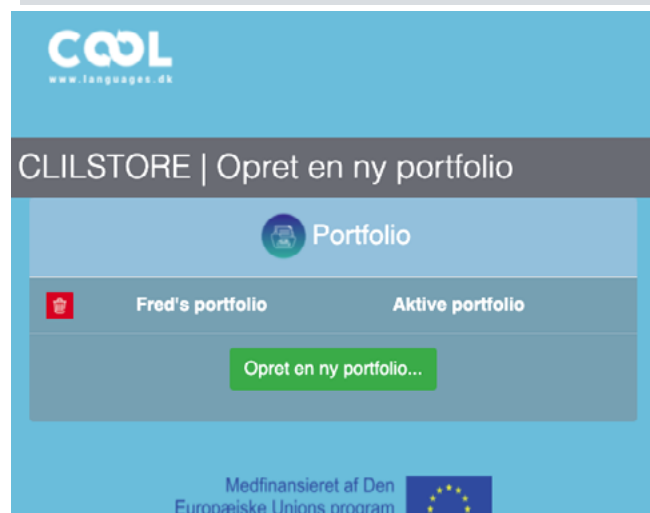 COOL
www.languages.dk
CLILSTORE | Opret en ny portfolio
Portfolio
Fred's portfolio Aktive portfolio
Opret en ny portfolio...
Medfinansieret af Den
Europæiske Unions program